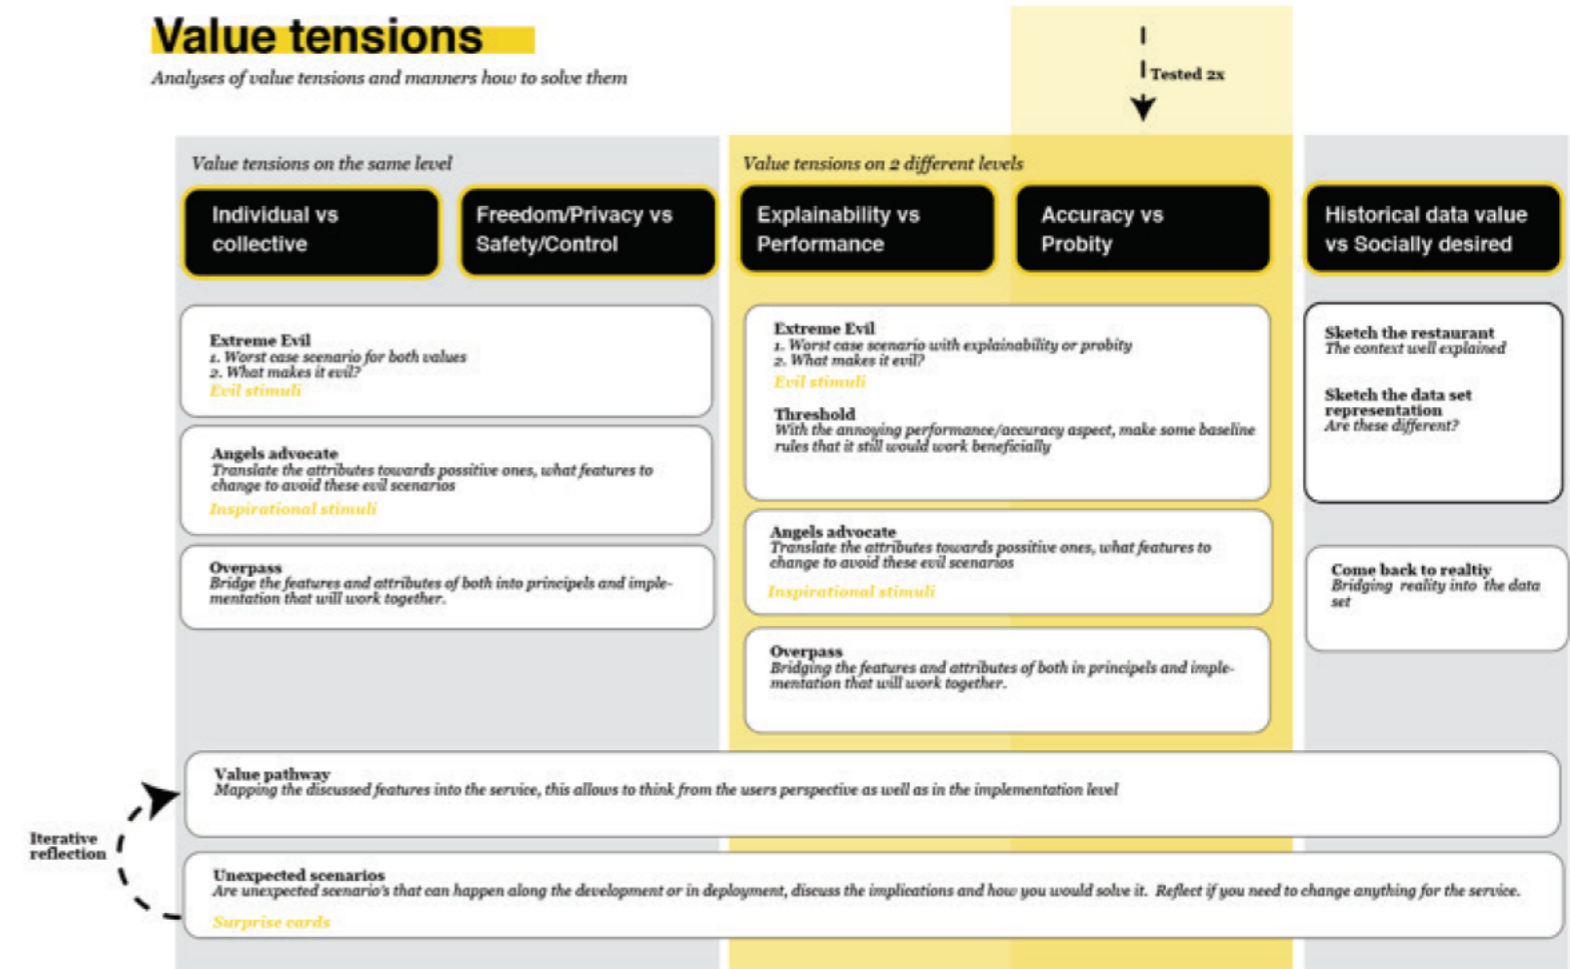 Value tensions
Analyses of value tensions and manners how to solve them
Tested 2x
Value tensions on the same level
Individual vs
collective
Freedom/Privacy vs
Safety/Control
Extreme Evil
1. Worst case scenario for both values
2. What makes it evil?
Evil stimuli
Angels advocate
Translate the attributes towards possitive ones, what features to
change to avoid these evil scenarios
Inspirational stimuli
Overpass
Bridge the features and attributes of both into principels and imple-
mentation that will work together.
Value tensions on 2 different levels
Explainability vs
Performance
Accuracy vs
Probity
Extreme Evil
1. Worst case scenario with explainability or probity
2. What makes it evil?
Evil stimuli
Threshold
With the annoying performance/accuracy aspect, make some baseline
rules that it still would work beneficially
Angels advocate
Translate the attributes towards possitive ones, what features to
change to avoid these evil scenarios
Inspirational stimuli
Overpass
Bridging the features and attributes of both in principels and imple-
mentation that will work together.
Historical data value
vs Socially desired
Sketch the restaurant
The context well explained
Sketch the data set
representation
Are these different?
Come back to realtiy
Bridging reality into the data
set
Value pathway
Mapping the discussed features into the service, this allows to think from the users perspective as well as in the implementation level
Iterative
reflection
Unexpected scenarios
Are unexpected scenario's that can happen along the development or in deployment, discuss the implications and how you would solve it. Reflect if you need to change anything for the service.
Surprise cards